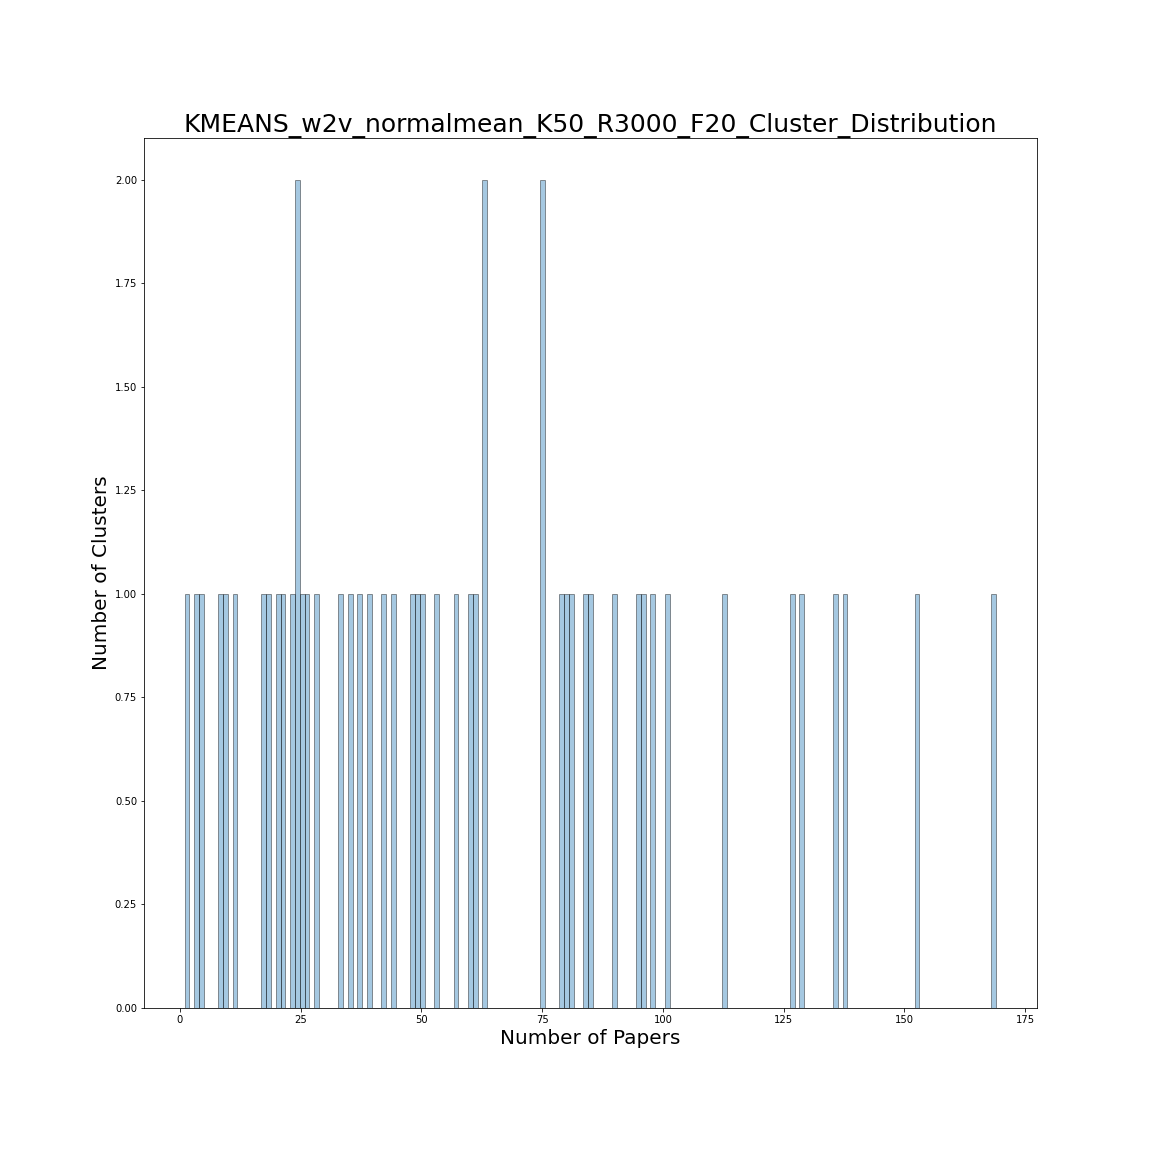 KMEANS_w2v_normalmean_K50_R3000_F20_Cluster_Distribution
2.00
1.75
1.50
1.25
1.00
0.75
0.50
0.25
0.00
Number of Clusters
0 25 50 75 100 125 150 175
Number of Papers